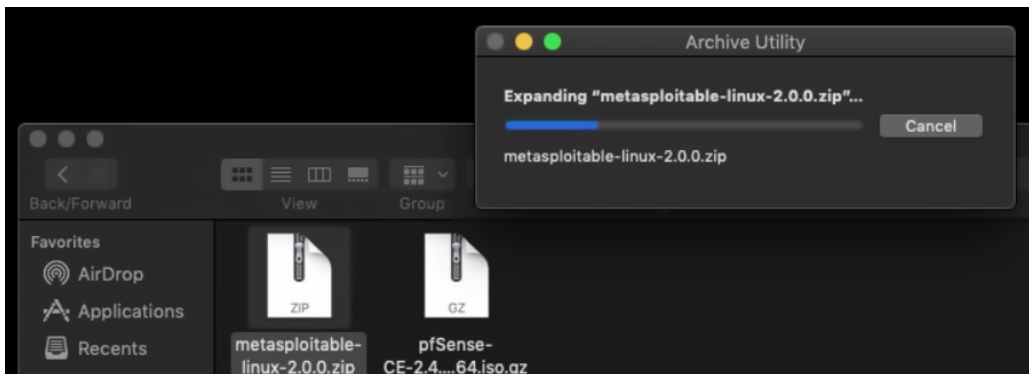 Archive Utility
Expanding “metasploitable-linux-2.0.0.zip”...
Cancel
metasploitable-linux-2.0.0.zip
Back/Forward
View
Group
Favorites
AirDrop
Applications
Recents
ZIP
GZ
metasploitable-
linux-2.0.0.zip
pfSense-
CE-2.4....64.iso.gz